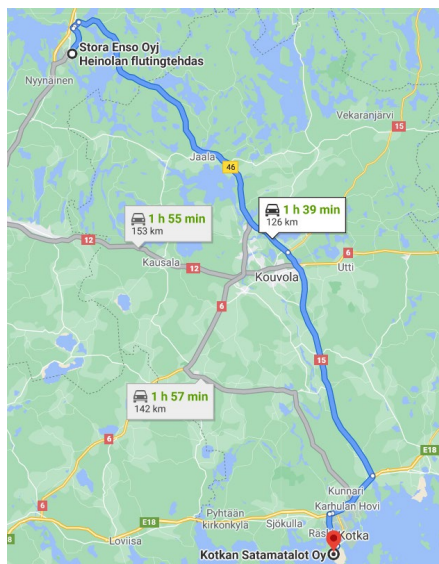 Stora Enso Oyj
Heinolan flutingtehdas
Nyynäinen
Vekaranjärvi
15
Jaala
46
1 h 55 min
153 km
1 h 39 min
126 km
12
Kausala
12
Kouvola
Utti
6
15
1 h 57 min
142 km
6
E18
Kunnari
Karhulan Hovi
6
E18
Pyhtään
kirkonkylä
Sjökulla
Kotka
Loviisa
Kotkan Satamatalot Oy